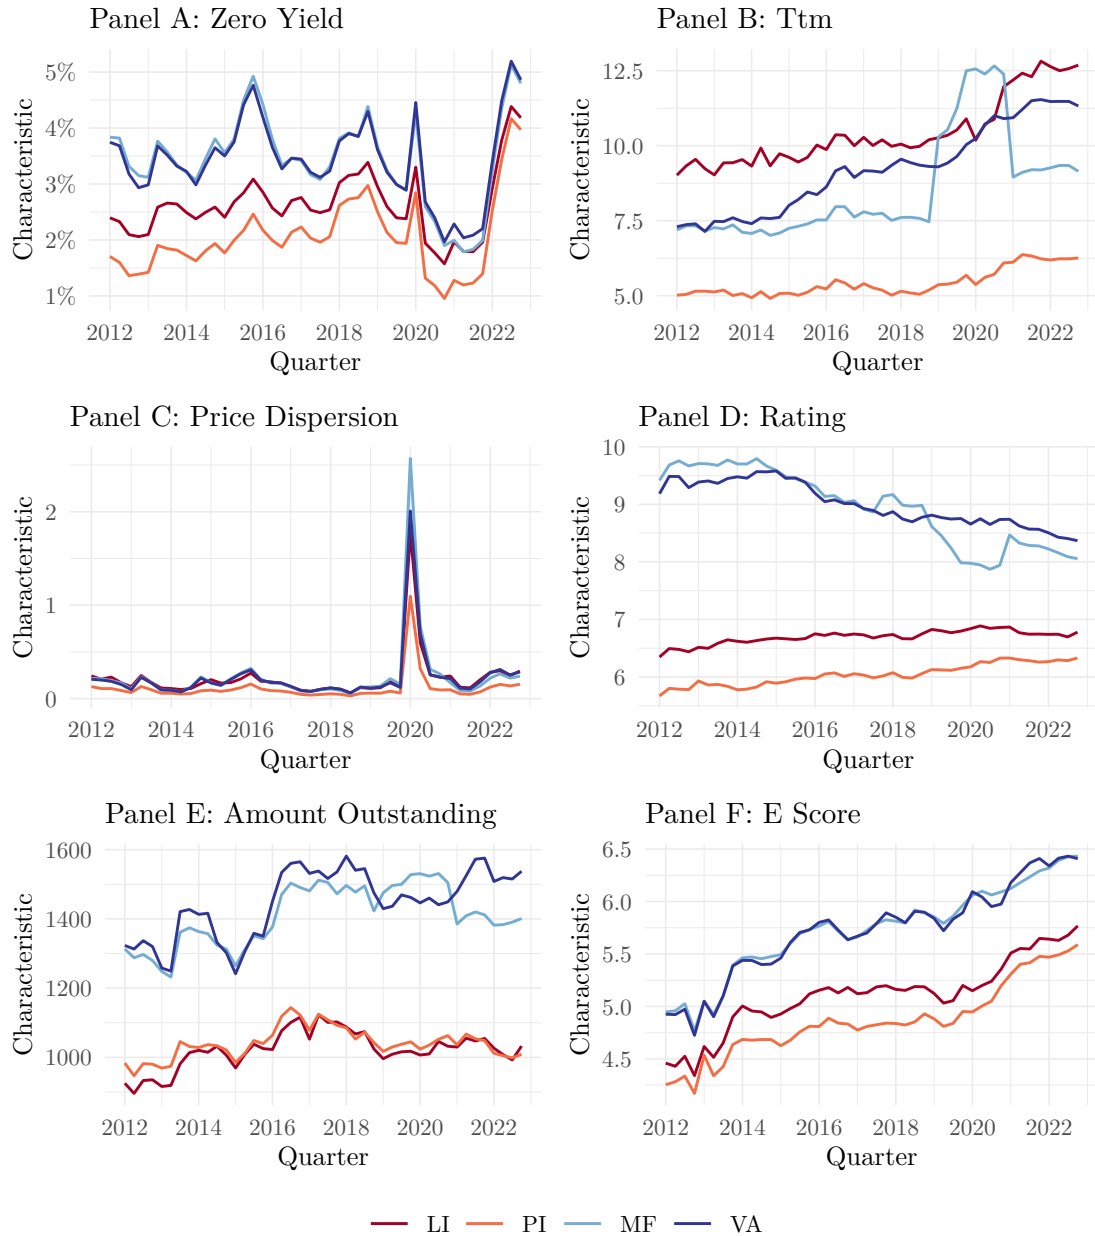 Panel A: Zero Yield
Characteristic
5%
4%
3%
2%
1%
2012 2014 2016 2018 2020 2022
Quarter
Panel B: Ttm
Characteristic
12.5
10.0
7.5
5.0
2012 2014 2016 2018 2020 2022
Quarter
Panel C: Price Dispersion
Characteristic
2
1
0
2012 2014 2016 2018 2020 2022
Quarter
Panel D: Rating
Characteristic
10
9
8
7
6
2012 2014 2016 2018 2020 2022
Quarter
Panel E: Amount Outstanding
Characteristic
1600
1400
1200
1000
2012 2014 2016 2018 2020 2022
Quarter
Panel F: E Score
Characteristic
6.5
6.0
5.5
5.0
4.5
2012 2014 2016 2018 2020 2022
Quarter
LI PI MF VA